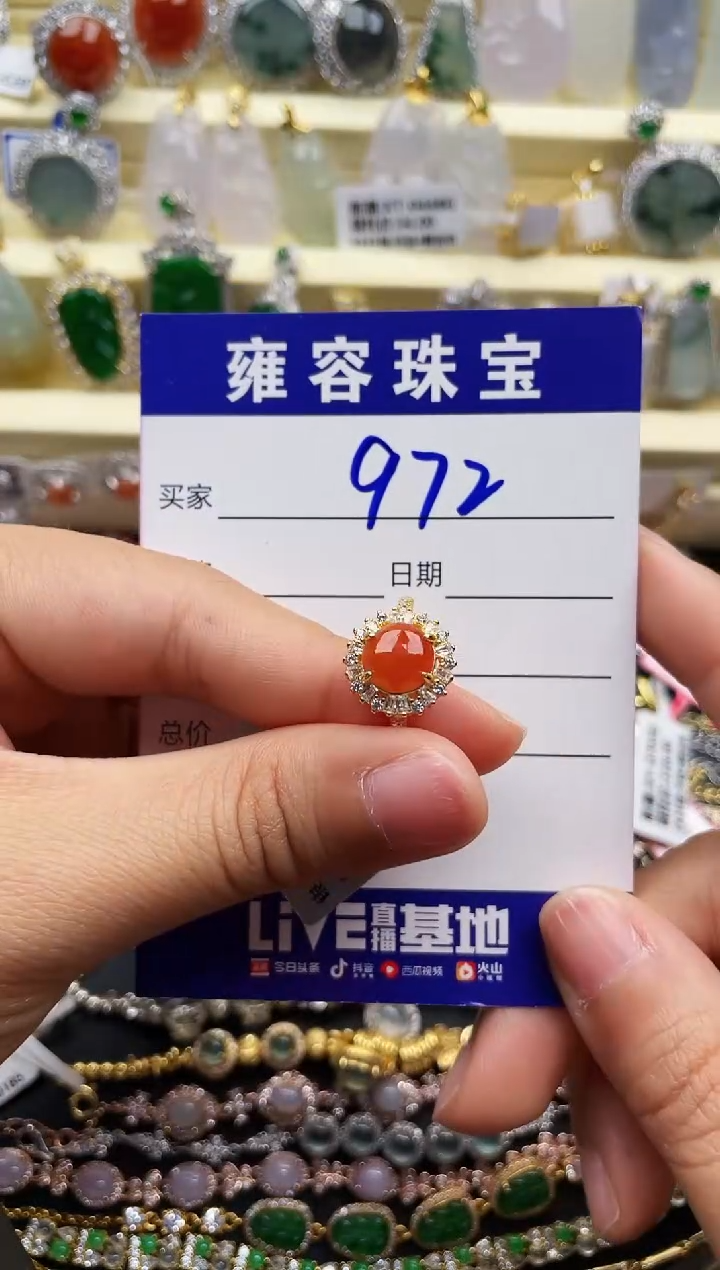 雍容珠宝
买家 972
日期
总价
LIVE直播基地
今日头条 抖音 西瓜视频 火山